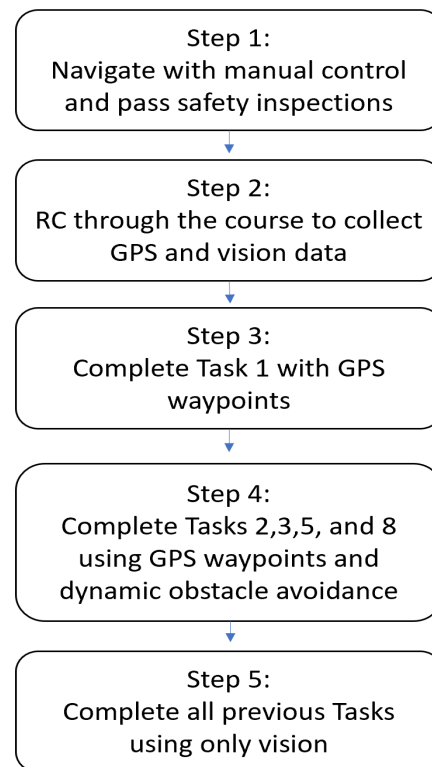 Step 1:
Navigate with manual control
and pass safety inspections
Step 2:
RC through the course to collect
GPS and vision data
Step 3:
Complete Task 1 with GPS
waypoints
Step 4:
Complete Tasks 2,3,5, and 8
using GPS waypoints and
dynamic obstacle avoidance
Step 5:
Complete all previous Tasks
using only vision